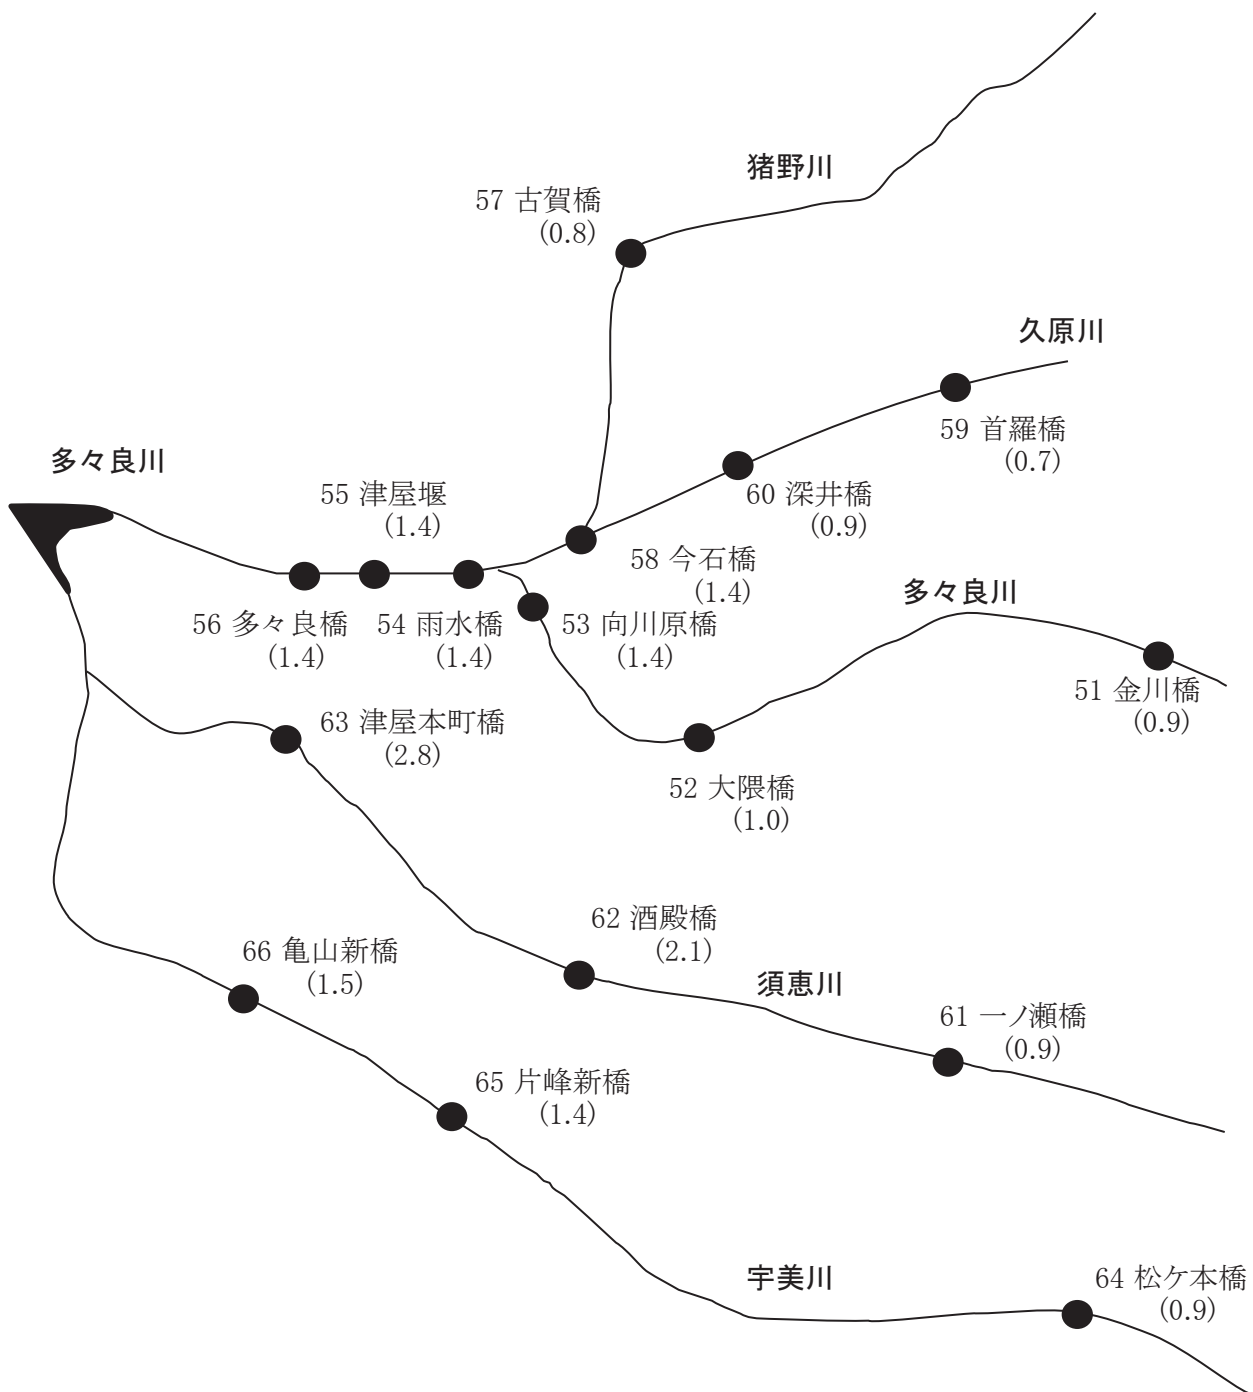 猪野川
57 古賀橋
(0.8)
久原川
59 首羅橋
(0.7)
多々良川
55 津屋堰
(1.4)
60 深井橋
(0.9)
58 今石橋
(1.4)
多々良川
56 多々良橋
(1.4)
54 雨水橋
(1.4)
53 向川原橋
(1.4)
51 金川橋
(0.9)
63 津屋本町橋
(2.8)
52 大隈橋
(1.0)
62 酒殿橋
(2.1)
66 亀山新橋
(1.5)
須恵川
61 一ノ瀬橋
(0.9)
65 片峰新橋
(1.4)
宇美川
64 松ケ本橋
(0.9)